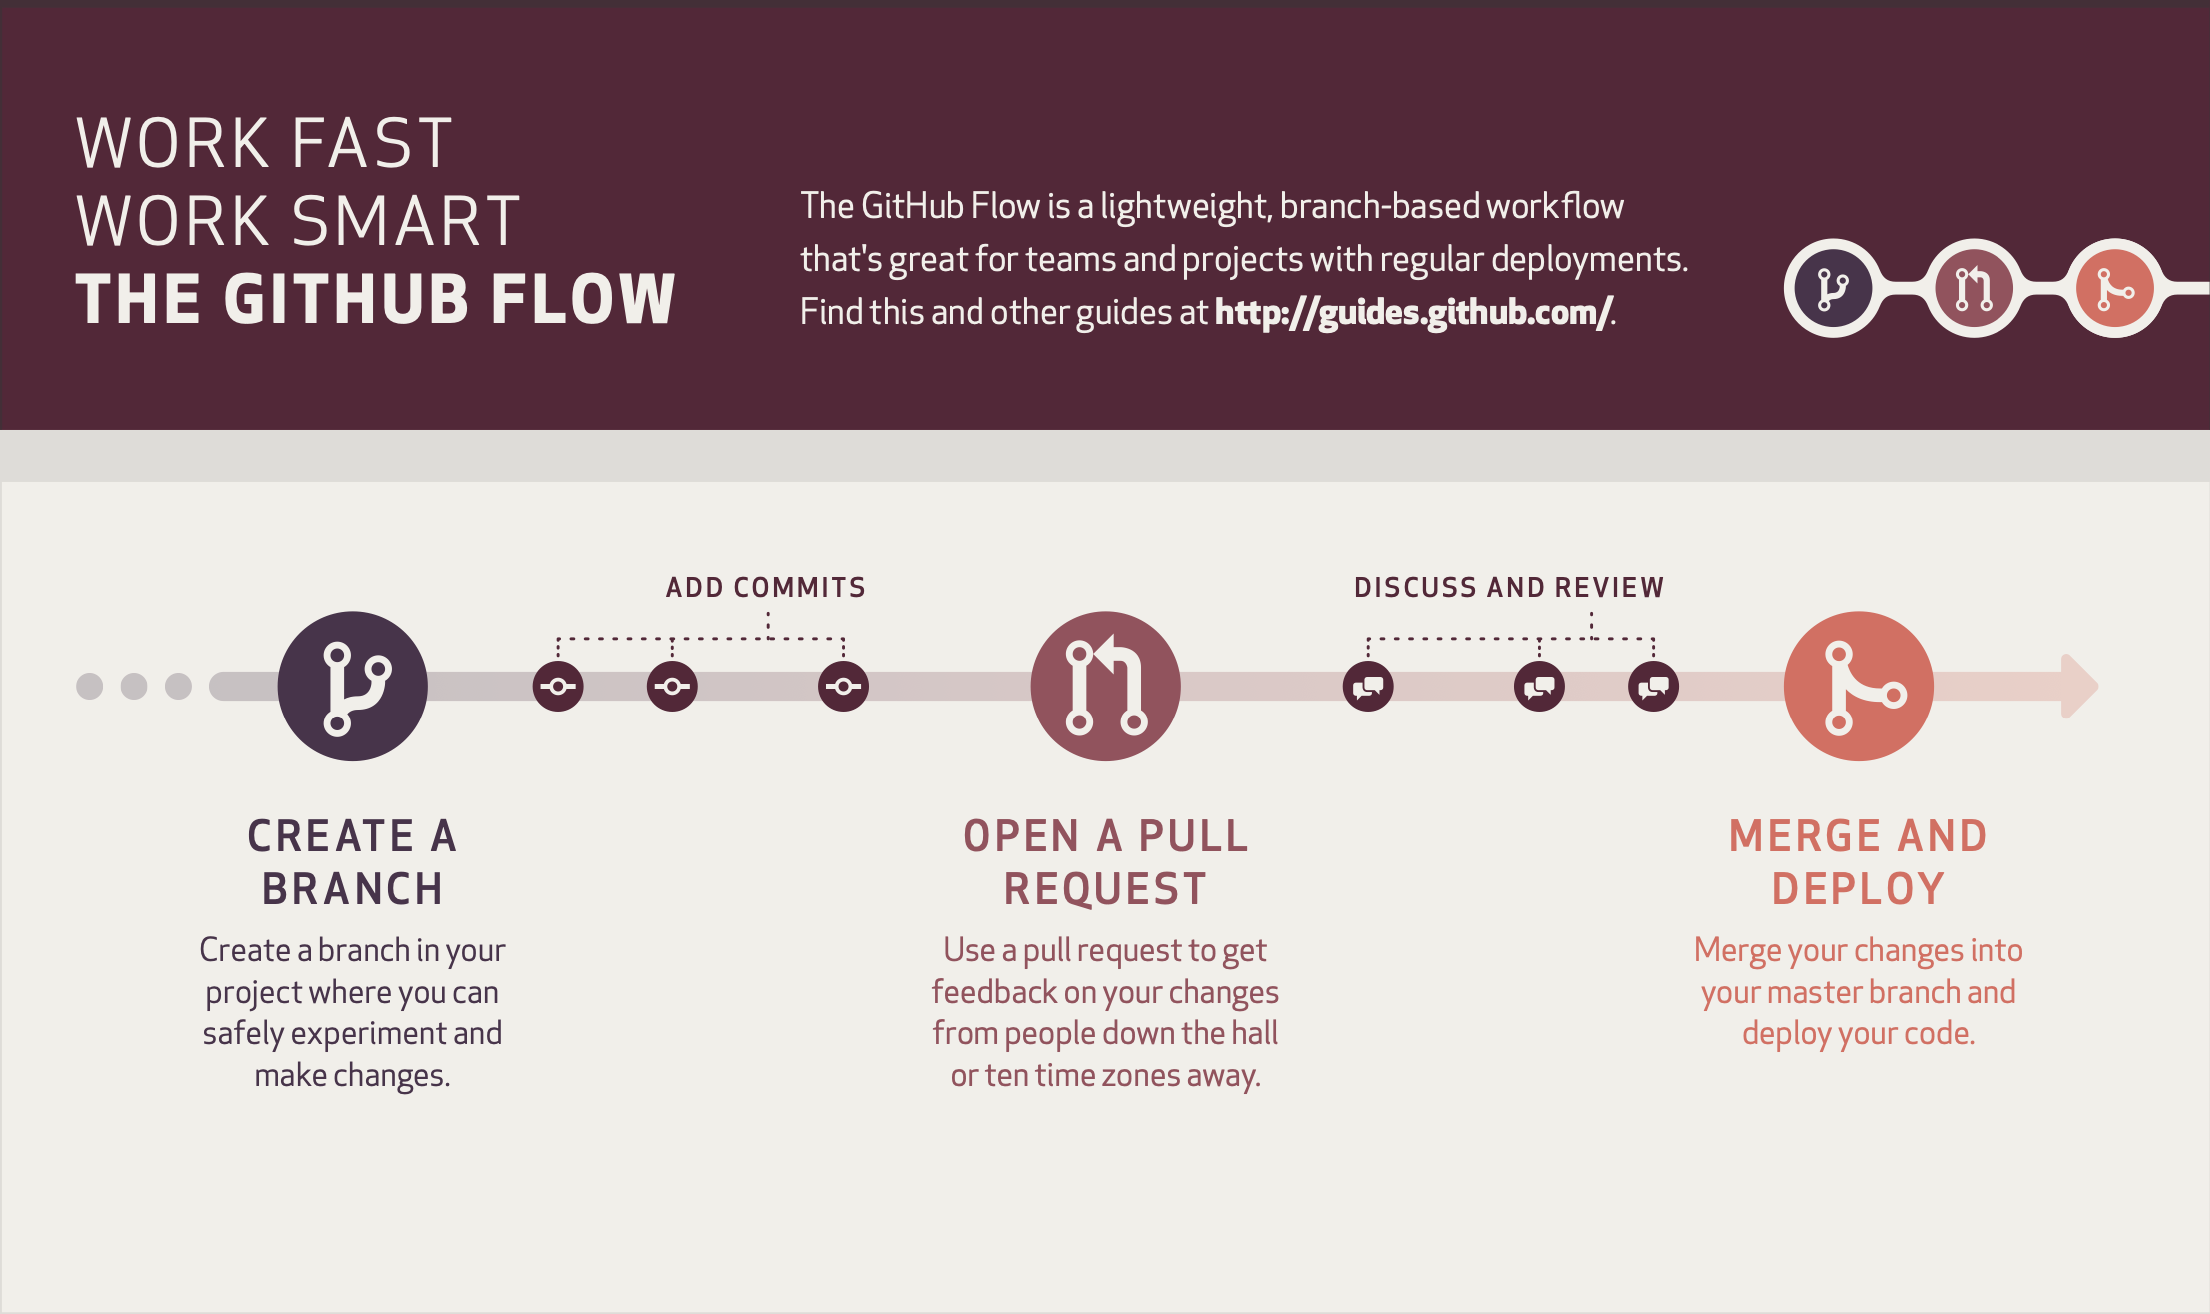 WORK FAST
WORK SMART
THE GITHUB FLOW
The GitHub Flow is a lightweight, branch-based workflow
that's great for teams and projects with regular deployments.
Find this and other guides at http://guides.github.com/.
ADD COMMITS
DISCUSS AND REVIEW
CREATE A
BRANCH
Create a branch in your
project where you can
safely experiment and
make changes.
OPEN A PULL
REQUEST
Use a pull request to get
feedback on your changes
from people down the hall
or ten time zones away.
MERGE AND
DEPLOY
Merge your changes into
your master branch and
deploy your code.